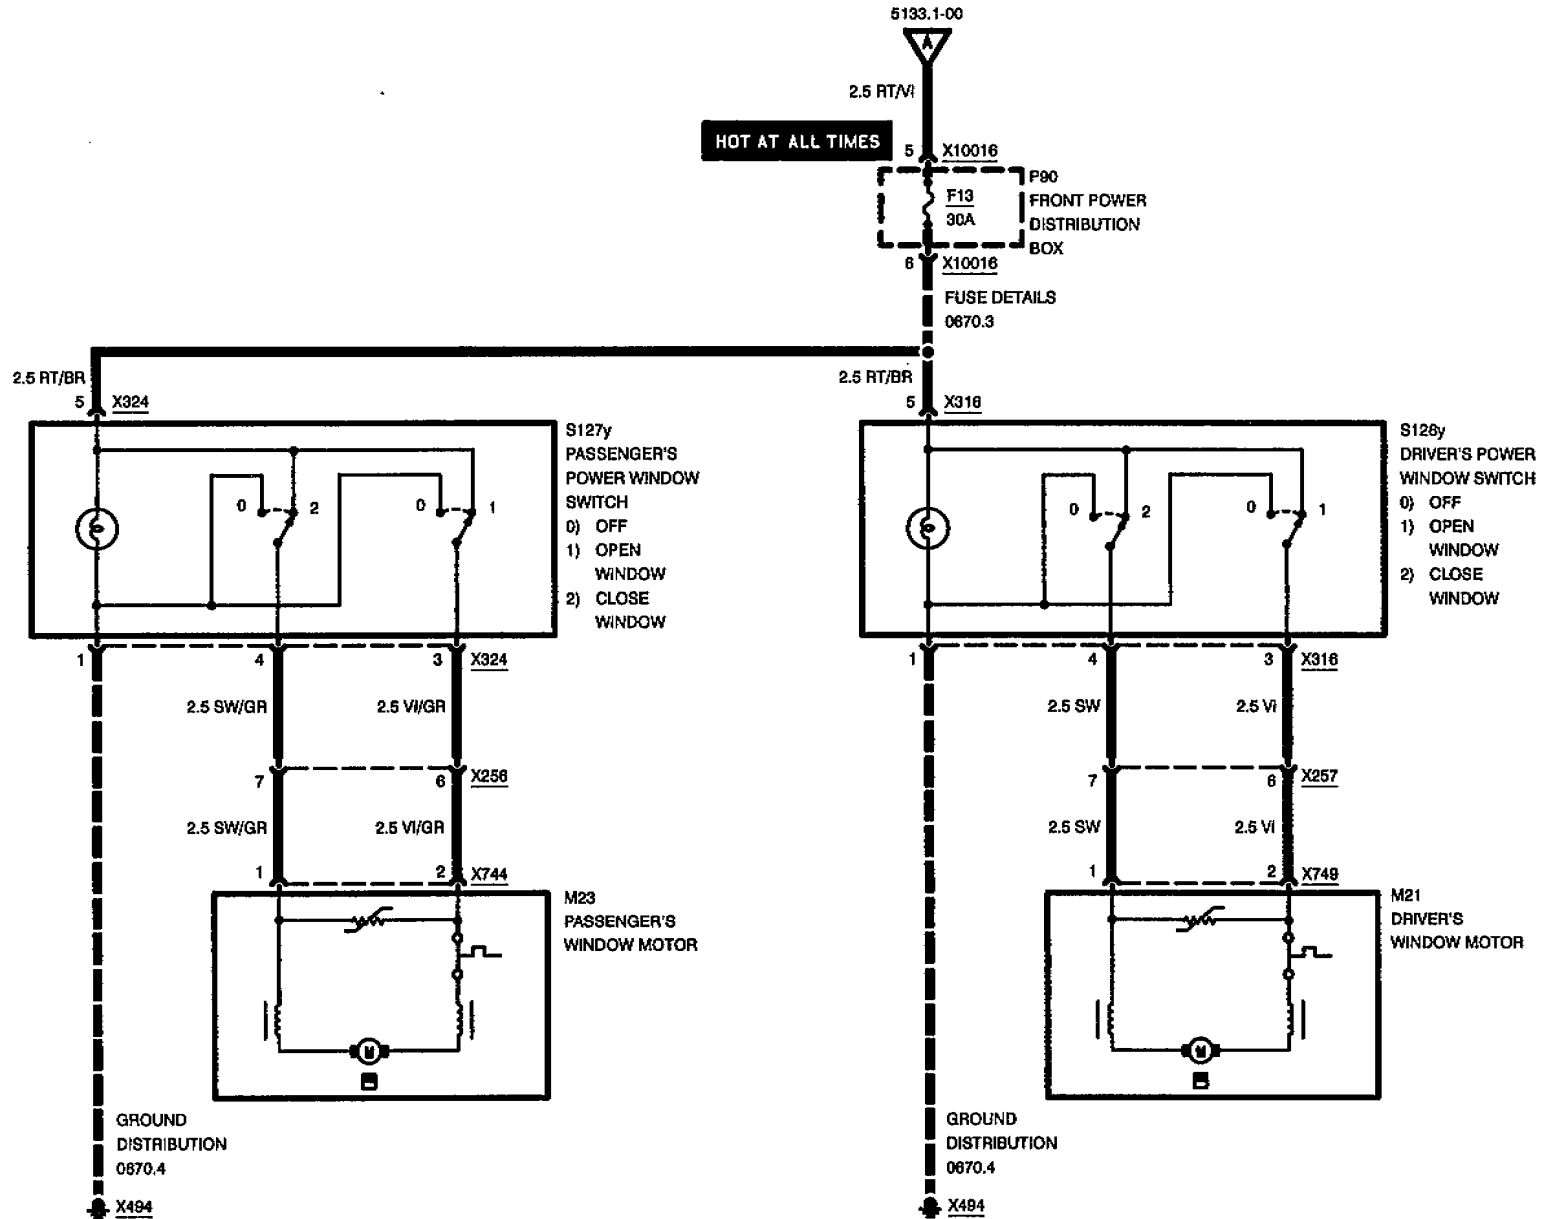 5133.1-00
A
2.5 RT/VI
HOT AT ALL TIMES
5 X10016
P90
FRONT POWER
DISTRIBUTION
BOX
F13
30A
6 X10016
FUSE DETAILS
0670.3
2.5 RT/BR
5 X324
2.5 RT/BR
5 X316
S127y
PASSENGER'S
POWER WINDOW
SWITCH
0) OFF
1) OPEN
WINDOW
2) CLOSE
WINDOW
0 2 0 1
S128y
DRIVER'S POWER
WINDOW SWITCH
0) OFF
1) OPEN
WINDOW
2) CLOSE
WINDOW
0 2 0 1
1 4 3 X324
1 4 3 X316
2.5 SW/GR 2.5 VI/GR
2.5 SW 2.5 VI
7 6 X256
7 6 X257
2.5 SW/GR 2.5 VI/GR
2.5 SW 2.5 VI
1 2 X744
1 2 X749
M23
PASSENGER'S
WINDOW MOTOR
M
M21
DRIVER'S
WINDOW MOTOR
M
GROUND
DISTRIBUTION
0670.4
X494
GROUND
DISTRIBUTION
0670.4
X494